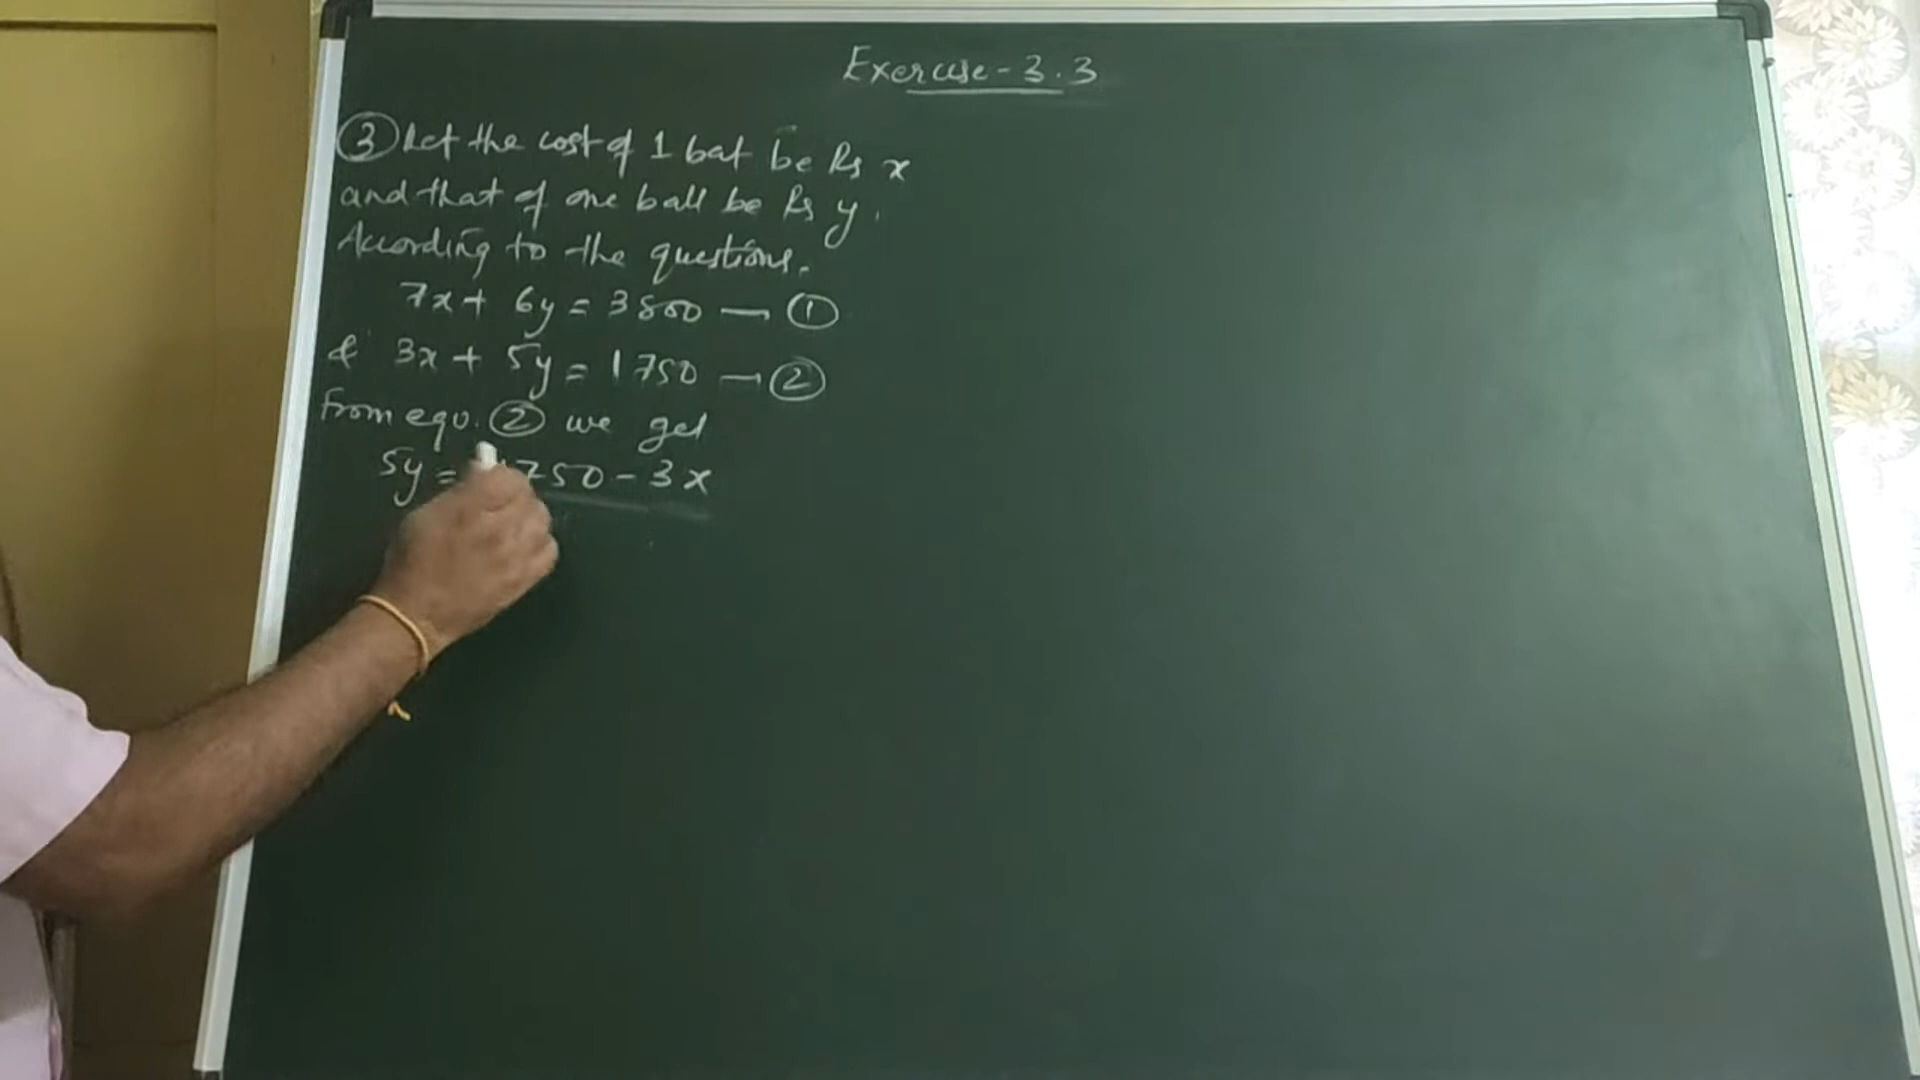 Exercise-3.3
③ Let the cost of 1 bat be Rs x
and that of one ball be Rs y.
According to the questions.
7x + 6y = 3800 — ①
& 3x + 5y = 1750 — ②
From equ. ② we get
5y = 1750 - 3x